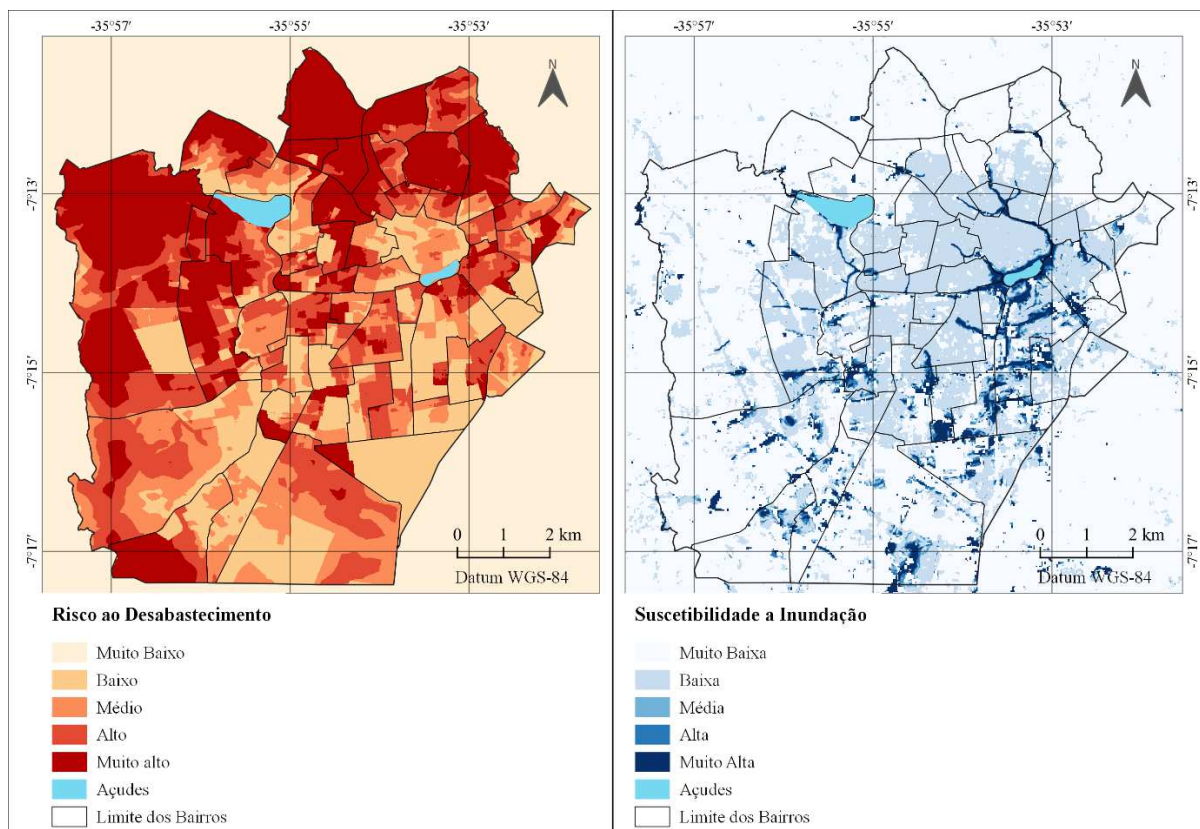 -35°57' -35°55' -35°53'
-35°57' -35°55' -35°53'
N
N
-7°13'
-7°13'
-7°15'
-7°15'
-7°17'
-7°17'
0 1 2 km
Datum WGS-84
0 1 2 km
Datum WGS-84
Risco ao Desabastecimento
Muito Baixo
Baixo
Médio
Alto
Muito alto
Açudes
Limite dos Bairros
Suscetibilidade a Inundação
Muito Baixa
Baixa
Média
Alta
Muito Alta
Açudes
Limite dos Bairros